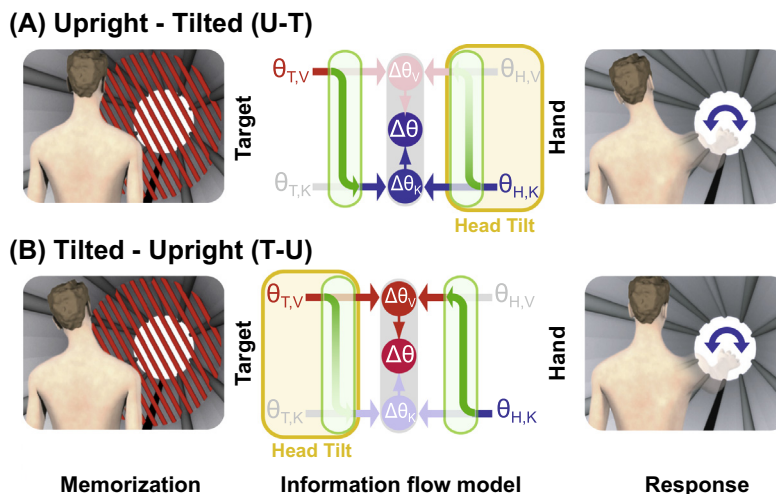 (A) Upright - Tilted (U-T)
Target
θT,V
θT,K
ΔθV
Δθ
ΔθK
θH,V
θH,K
Head Tilt
Hand
(B) Tilted - Upright (T-U)
Target
θT,V
θT,K
Head Tilt
ΔθV
Δθ
ΔθK
θH,V
θH,K
Hand
Memorization
Information flow model
Response